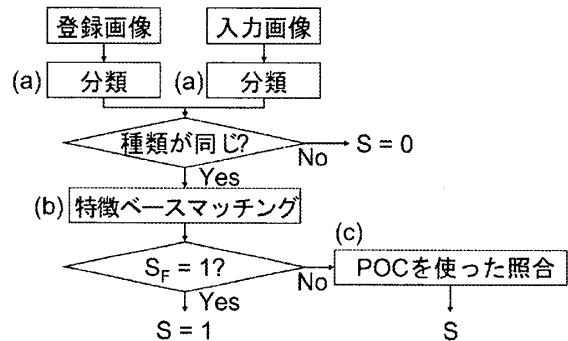 登録画像
入力画像
(a) 分類
(a) 分類
種類が同じ?
No
S = 0
Yes
(b) 特徴ベースマッチング
(c)
S_F = 1?
No
POCを使った照合
Yes
S = 1
S